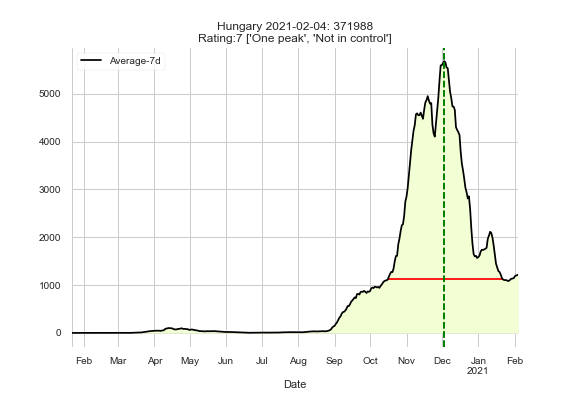 Hungary 2021-02-04: 371988
Rating:7 ['One peak', 'Not in control']
Average-7d
5000
4000
3000
2000
1000
0
Feb Mar Apr May Jun Jul Aug Sep Oct Nov Dec Jan Feb
2021
Date